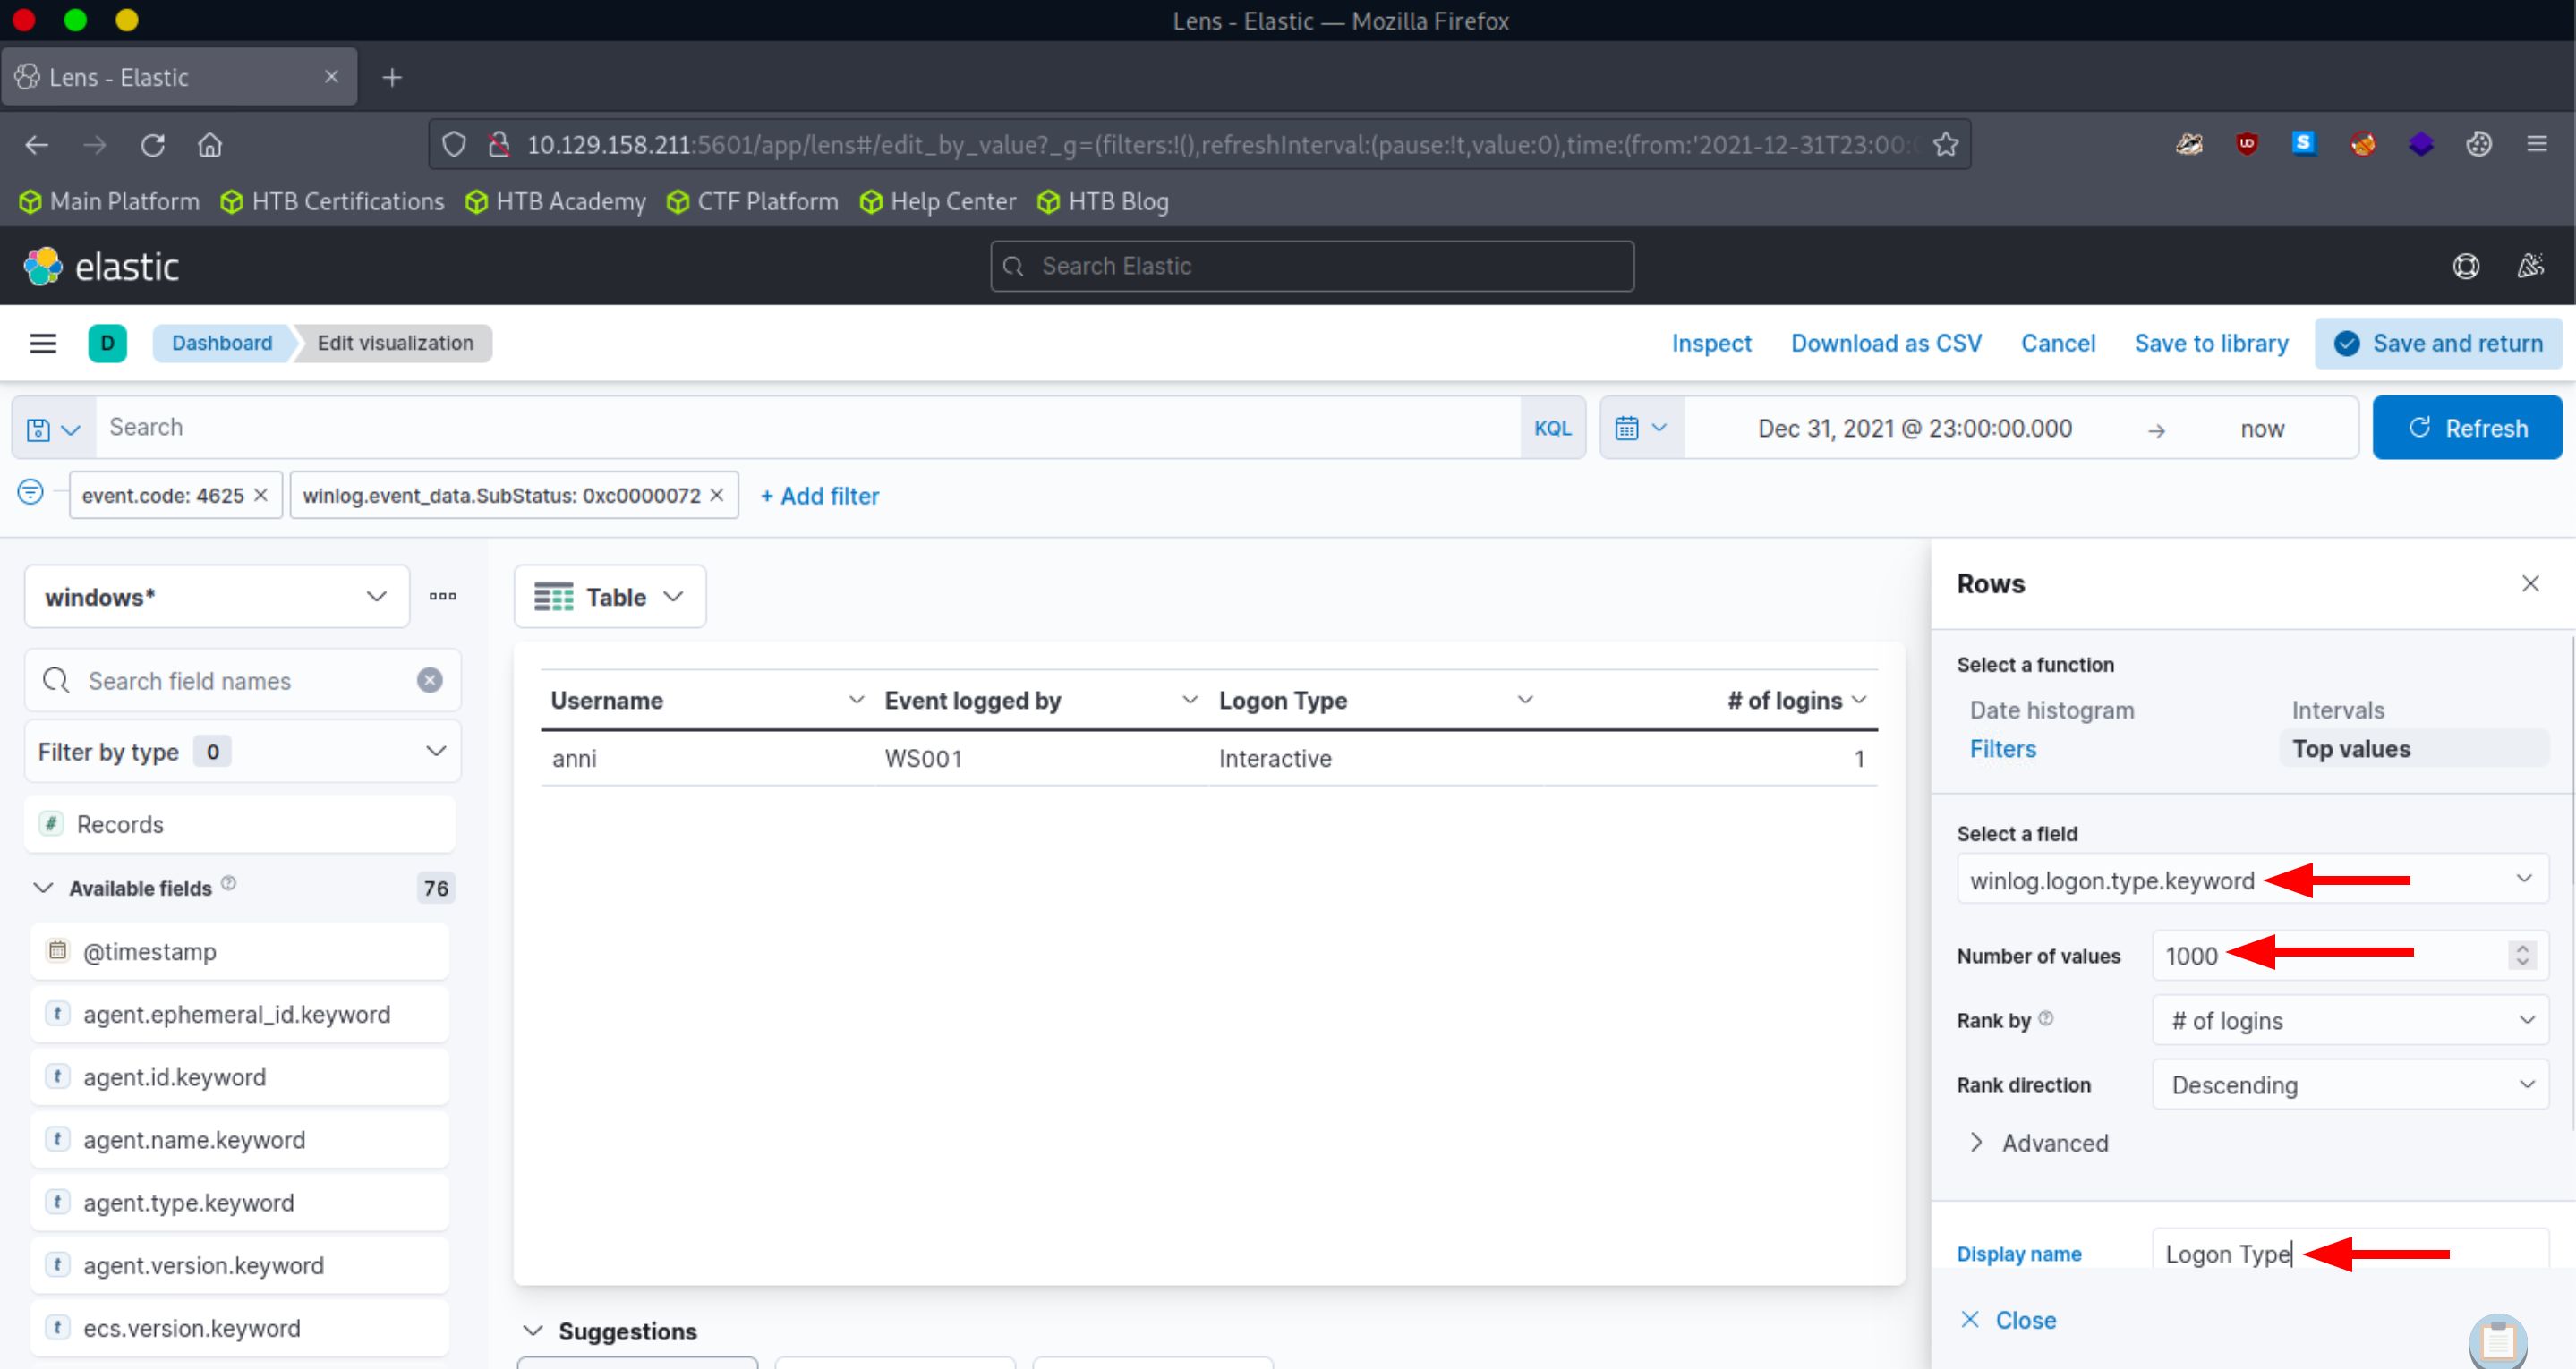 Lens - Elastic — Mozilla Firefox
Lens - Elastic
10.129.158.211:5601/app/lens#/edit_by_value?_g=(filters:!(),refreshInterval:(pause:!t,value:0),time:(from:'2021-12-31T23:00:
Main Platform HTB Certifications HTB Academy CTF Platform Help Center HTB Blog
elastic Search Elastic
D Dashboard Edit visualization Inspect Download as CSV Cancel Save to library Save and return
Search KQL Dec 31, 2021 @ 23:00:00.000 → now Refresh
event.code: 4625 × winlog.event_data.SubStatus: 0xc0000072 × + Add filter
windows*
Search field names
Filter by type 0
# Records
Available fields 76
@timestamp
t agent.ephemeral_id.keyword
t agent.id.keyword
t agent.name.keyword
t agent.type.keyword
t agent.version.keyword
t ecs.version.keyword
Table
Username Event logged by Logon Type # of logins
anni WS001 Interactive 1
Suggestions
Rows
Select a function
Date histogram Intervals
Filters Top values
Select a field
winlog.logon.type.keyword
Number of values 1000
Rank by # of logins
Rank direction Descending
Advanced
Display name Logon Type
Close